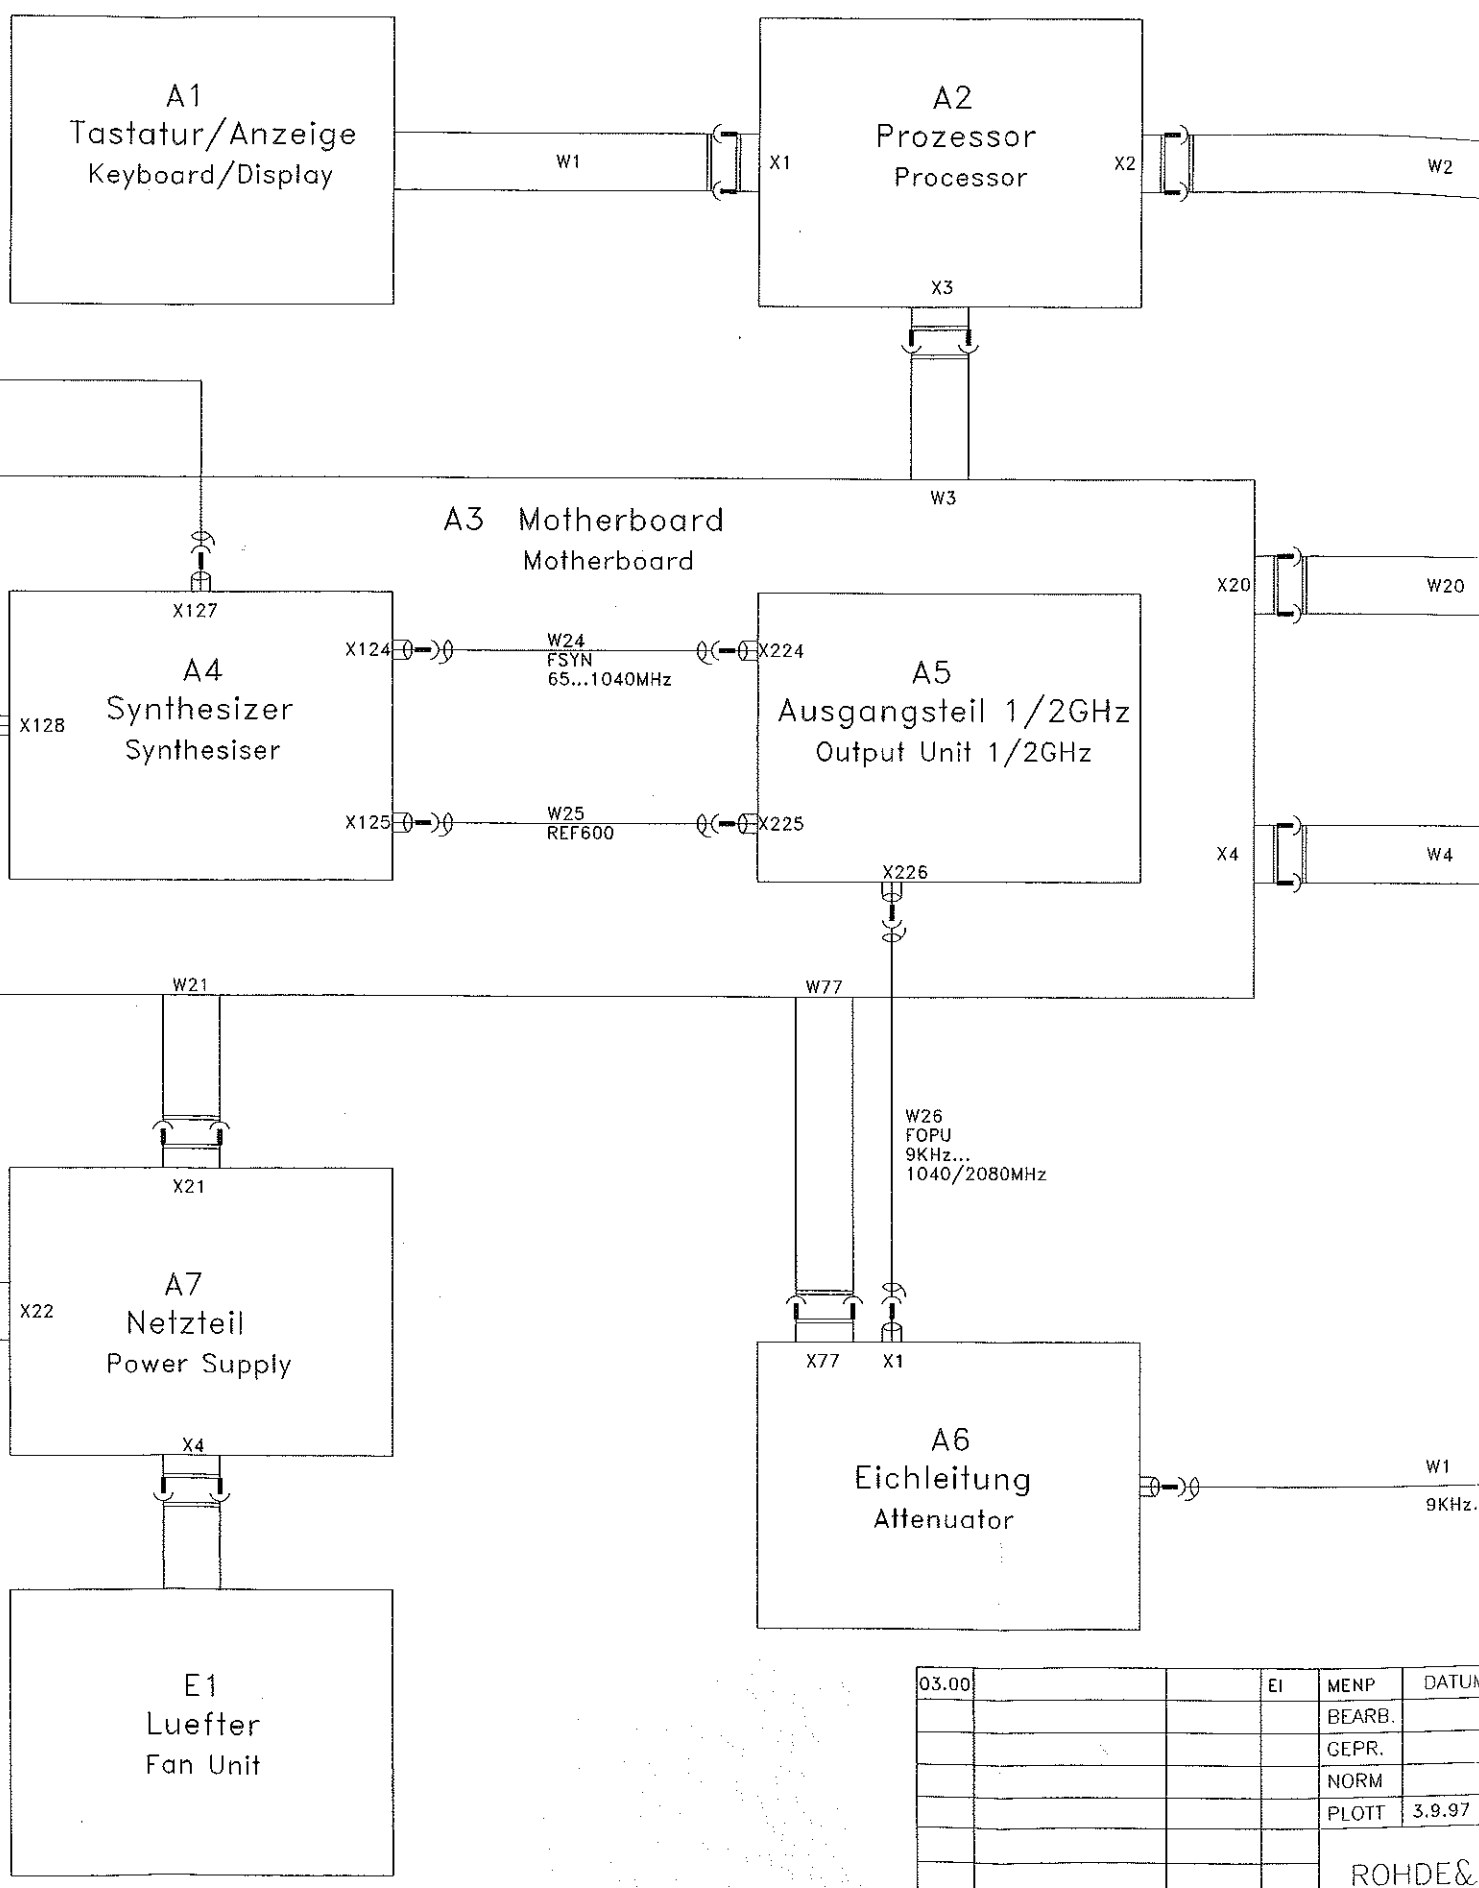 A1
Tastatur/Anzeige
Keyboard/Display
W1
X1
A2
Prozessor
Processor
X2
W2
X3
W3
A3 Motherboard
Motherboard
X127
X124
A4
Synthesizer
Synthesiser
X128
X125
W24
FSYN
65...1040MHz
W25
REF600
X224
A5
Ausgangsteil 1/2GHz
Output Unit 1/2GHz
X225
X226
X20
W20
X4
W4
W21
W77
X21
A7
Netzteil
Power Supply
X22
X4
W26
FOPU
9KHz...
1040/2080MHz
X77
X1
A6
Eichleitung
Attenuator
W1
9KHz.
E1
Luefter
Fan Unit
03.00
EI
MENP
DATUM
BEARB.
GEPR.
NORM
PLOTT
3.9.97
ROHDE&